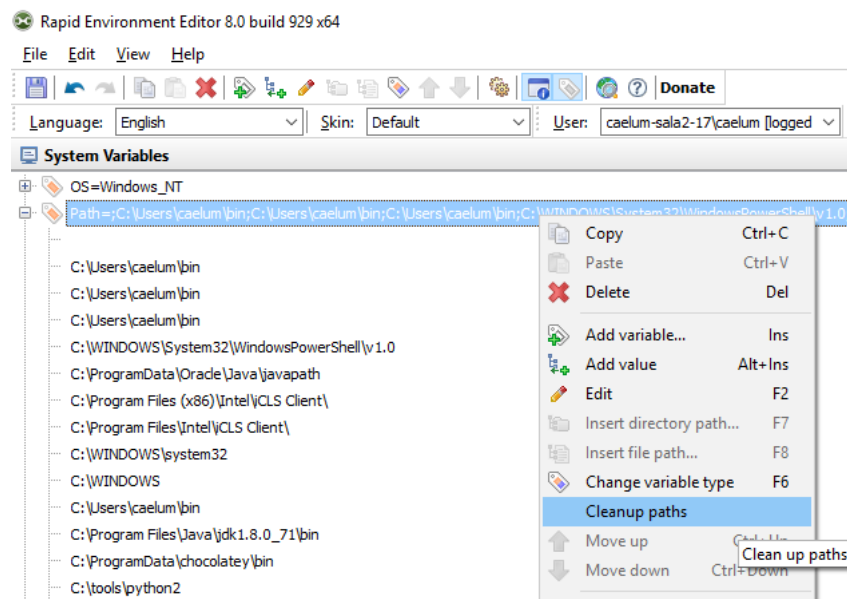 Rapid Environment Editor 8.0 build 929 x64
File Edit View Help
Donate
Language: English Skin: Default User: caelum-sala2-17\caelum [logged
System Variables
OS=Windows_NT
Path=;C:\Users\caelum\bin;C:\Users\caelum\bin;C:\Users\caelum\bin;C:\WINDOWS\System32\WindowsPowerShell\v1.0
C:\Users\caelum\bin
C:\Users\caelum\bin
C:\Users\caelum\bin
C:\WINDOWS\System32\WindowsPowerShell\v1.0
C:\ProgramData\Oracle\Java\javapath
C:\Program Files (x86)\Intel\iCLS Client\
C:\Program Files\Intel\iCLS Client\
C:\WINDOWS\system32
C:\WINDOWS
C:\Users\caelum\bin
C:\Program Files\Java\jdk1.8.0_71\bin
C:\ProgramData\chocolatey\bin
C:\tools\python2
Copy Ctrl+C
Paste Ctrl+V
Delete Del
Add variable... Ins
Add value Alt+Ins
Edit F2
Insert directory path... F7
Insert file path... F8
Change variable type F6
Cleanup paths
Move up Ctrl+Up
Clean up paths
Move down Ctrl+Down